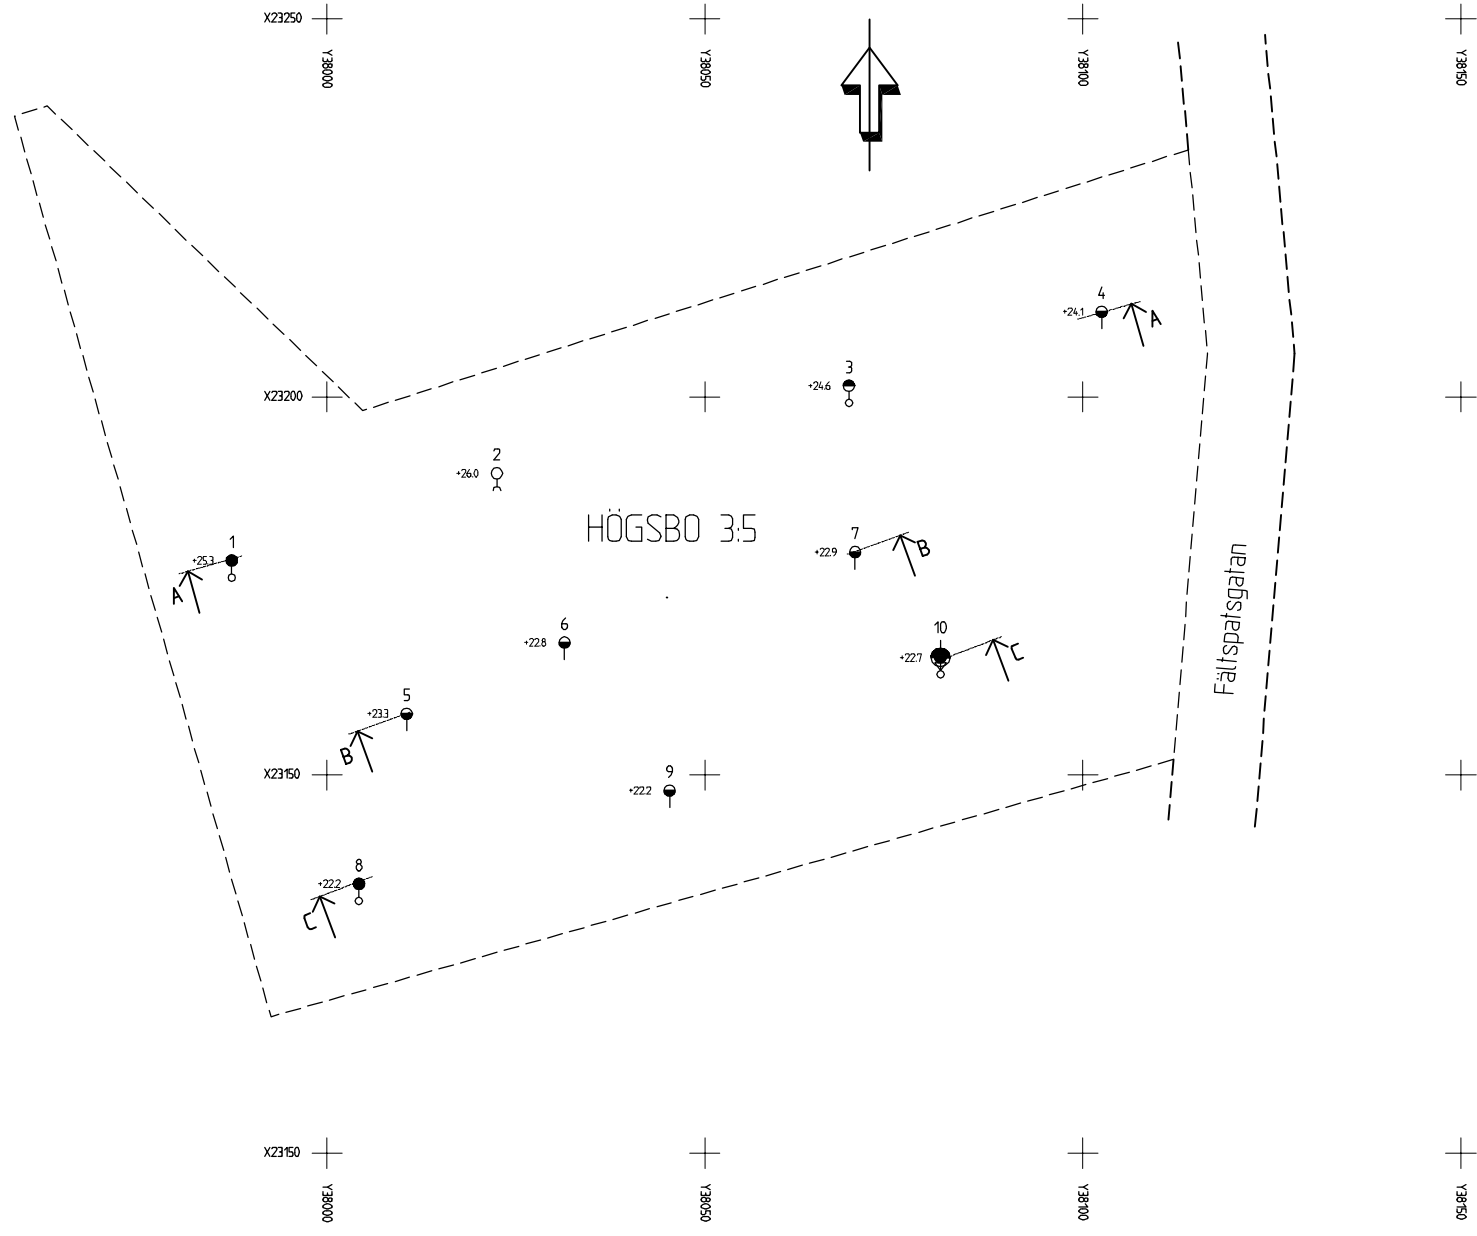 X23250
Y38000
Y38050
Y38100
Y38150
4
+24.1
A
3
+24.6
X23200
2
+26.0
HÖGSBO 3:5
1
+25.3
A
7
+22.9
B
Fältspatsgatan
6
+22.8
10
+22.7
C
5
+23.3
B
X23150
9
+22.2
8
+22.2
C
X23150
Y38000
Y38050
Y38100
Y38150